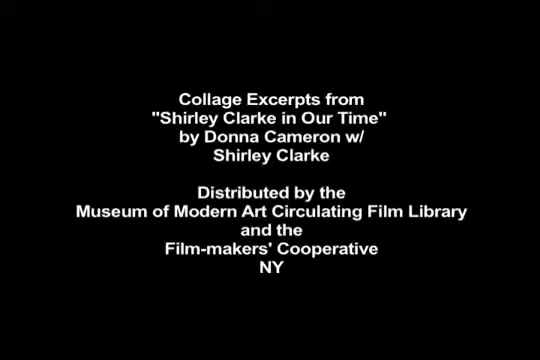 Collage Excerpts from
"Shirley Clarke in Our Time"
by Donna Cameron w/
Shirley Clarke
Distributed by the
Museum of Modern Art Circulating Film Library
and the
Film-makers' Cooperative
NY